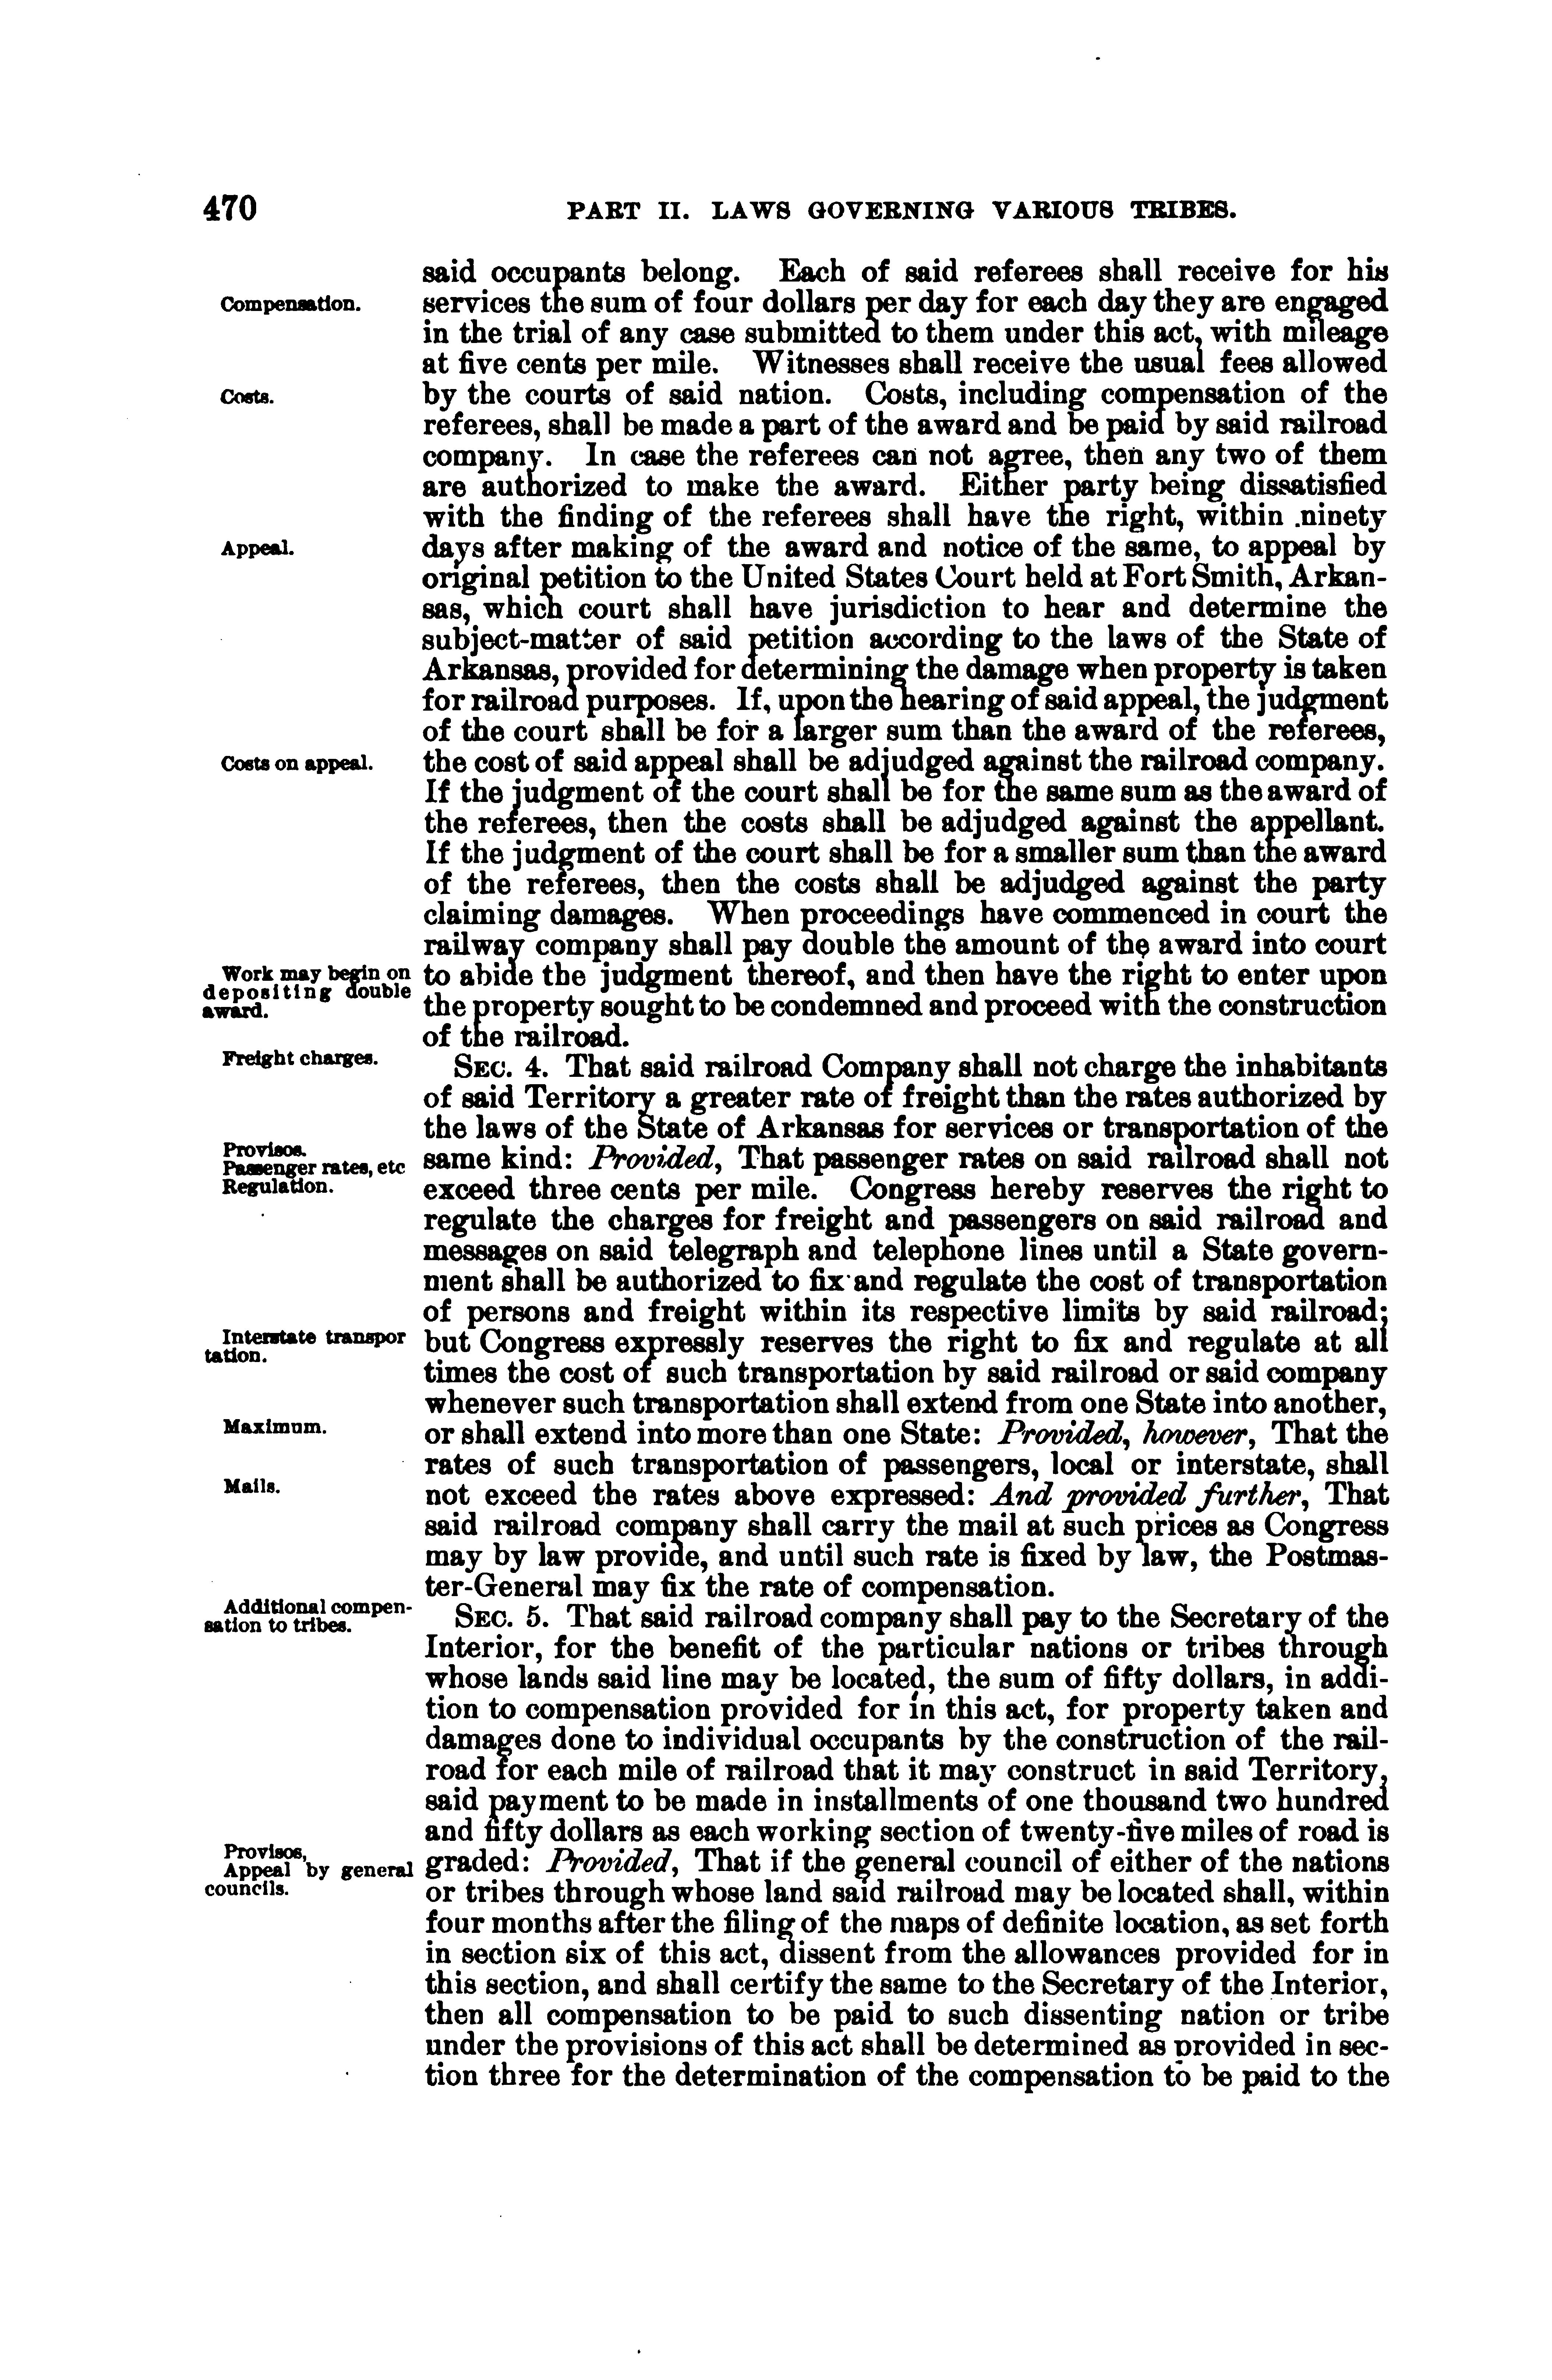 470
PART II. LAWS GOVERNING VARIOUS TRIBES.
said occupants belong. Each of said referees shall receive for his
Compensation.
services the sum of four dollars per day for each day they are engaged
in the trial of any case submitted to them under this act, with mileage
at five cents per mile. Witnesses shall receive the usual fees allowed
Costs.
by the courts of said nation. Costs, including compensation of the
referees, shall be made a part of the award and be paid by said railroad
company. In case the referees can not agree, then any two of them
are authorized to make the award. Either party being dissatisfied
with the finding of the referees shall have the right, within .ninety
Appeal.
days after making of the award and notice of the same, to appeal by
original petition to the United States Court held at Fort Smith, Arkan-
sas, which court shall have jurisdiction to hear and determine the
subject-matter of said petition according to the laws of the State of
Arkansas, provided for determining the damage when property is taken
for railroad purposes. If, upon the hearing of said appeal, the judgment
of the court shall be for a larger sum than the award of the referees,
Costs on appeal.
the cost of said appeal shall be adjudged against the railroad company.
If the judgment of the court shall be for the same sum as the award of
the referees, then the costs shall be adjudged against the appellant.
If the judgment of the court shall be for a smaller sum than the award
of the referees, then the costs shall be adjudged against the party
claiming damages. When proceedings have commenced in court the
railway company shall pay double the amount of the award into court
Work may begin on
depositing double
award.
to abide the judgment thereof, and then have the right to enter upon
the property sought to be condemned and proceed with the construction
of the railroad.
Freight charges.
SEC. 4. That said railroad Company shall not charge the inhabitants
of said Territory a greater rate of freight than the rates authorized by
the laws of the State of Arkansas for services or transportation of the
Provisos.
Passenger rates, etc
Regulation.
same kind: Provided, That passenger rates on said railroad shall not
exceed three cents per mile. Congress hereby reserves the right to
regulate the charges for freight and passengers on said railroad and
messages on said telegraph and telephone lines until a State govern-
ment shall be authorized to fix and regulate the cost of transportation
of persons and freight within its respective limits by said railroad;
Interstate transpor
tation.
but Congress expressly reserves the right to fix and regulate at all
times the cost of such transportation by said railroad or said company
whenever such transportation shall extend from one State into another,
Maximum.
or shall extend into more than one State: Provided, however, That the
rates of such transportation of passengers, local or interstate, shall
Mails.
not exceed the rates above expressed: And provided further, That
said railroad company shall carry the mail at such prices as Congress
may by law provide, and until such rate is fixed by law, the Postmas-
ter-General may fix the rate of compensation.
Additional compen-
sation to tribes.
SEC. 5. That said railroad company shall pay to the Secretary of the
Interior, for the benefit of the particular nations or tribes through
whose lands said line may be located, the sum of fifty dollars, in addi-
tion to compensation provided for in this act, for property taken and
damages done to individual occupants by the construction of the rail-
road for each mile of railroad that it may construct in said Territory,
said payment to be made in installments of one thousand two hundred
and fifty dollars as each working section of twenty-five miles of road is
Provisos,
Appeal by general
councils.
graded: Provided, That if the general council of either of the nations
or tribes through whose land said railroad may be located shall, within
four months after the filing of the maps of definite location, as set forth
in section six of this act, dissent from the allowances provided for in
this section, and shall certify the same to the Secretary of the Interior,
then all compensation to be paid to such dissenting nation or tribe
under the provisions of this act shall be determined as provided in sec-
tion three for the determination of the compensation to be paid to the